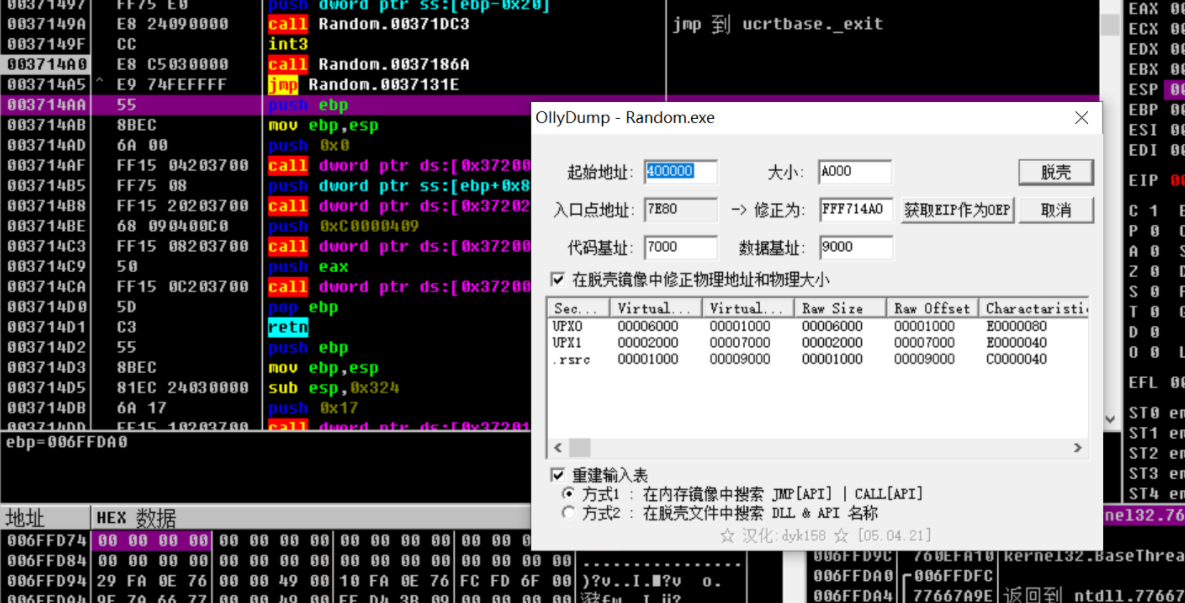 00371497 FF75 E0 push dword ptr ss:[ebp-0x20]
0037149A E8 24090000 call Random.00371DC3 jmp 到 ucrtbase._exit
0037149F CC int3
003714A0 E8 C5030000 call Random.0037186A
003714A5 ^ E9 74FEFFFF jmp Random.0037131E
003714AA 55 push ebp
003714AB 8BEC mov ebp,esp
003714AD 6A 00 push 0x0
003714AF FF15 04203700 call dword ptr ds:[0x37200
003714B5 FF75 08 push dword ptr ss:[ebp+0x8
003714B8 FF15 20203700 call dword ptr ds:[0x37202
003714BE 68 090400C0 push 0xC0000409
003714C3 FF15 08203700 call dword ptr ds:[0x37200
003714C9 50 push eax
003714CA FF15 0C203700 call dword ptr ds:[0x37200
003714D0 5D pop ebp
003714D1 C3 retn
003714D2 55 push ebp
003714D3 8BEC mov ebp,esp
003714D5 81EC 24030000 sub esp,0x324
003714DB 6A 17 push 0x17
003714DD FF15 10203700 call dword ptr ds:[0x37201
ebp=006FFDA0
地址 HEX 数据
006FFD74 00 00 00 00 00 00 00 00 00 00 00 00 00 00 0
006FFD84 00 00 00 00 00 00 00 00 00 00 00 00 00 00 00 00 ................
006FFD94 29 FA 0E 76 00 00 49 00 10 FA 0E 76 FC FD 6F 00
006FFDA4 9E 7A 66 77 00 00 49 00
OllyDump - Random.exe
起始地址: 400000 大小: A000 脱壳
入口点地址: 7E80 -> 修正为: FFF714A0 获取EIP作为OEP 取消
代码基址: 7000 数据基址: 9000
在脱壳镜像中修正物理地址和物理大小
Sec... Virtual... Virtual... Raw Size Raw Offset Charactaristi
UPX0 00006000 00001000 00006000 00001000 E0000080
UPX1 00002000 00007000 00002000 00007000 E0000040
.rsrc 00001000 00009000 00001000 00009000 C0000040
重建输入表
方式1 : 在内存镜像中搜索 JMP[API] | CALL[API]
方式2 : 在脱壳文件中搜索 DLL & API 名称
☆ 汉化:dyk158 ☆ [05.04.21]
EAX
ECX
EDX
EBX
ESP
EBP
ESI
EDI
EIP
C 1
P 0
A 0
Z 0
S 0
T 0
D 0
O 0
EFL
ST0
ST1
ST2
ST3
ST4
nel32.76
006FFD9C 760EFA10 kernel32.BaseThrea
006FFDA0 006FFDFC
006FFDA4 77667A9E 返回到 ntdll.77667